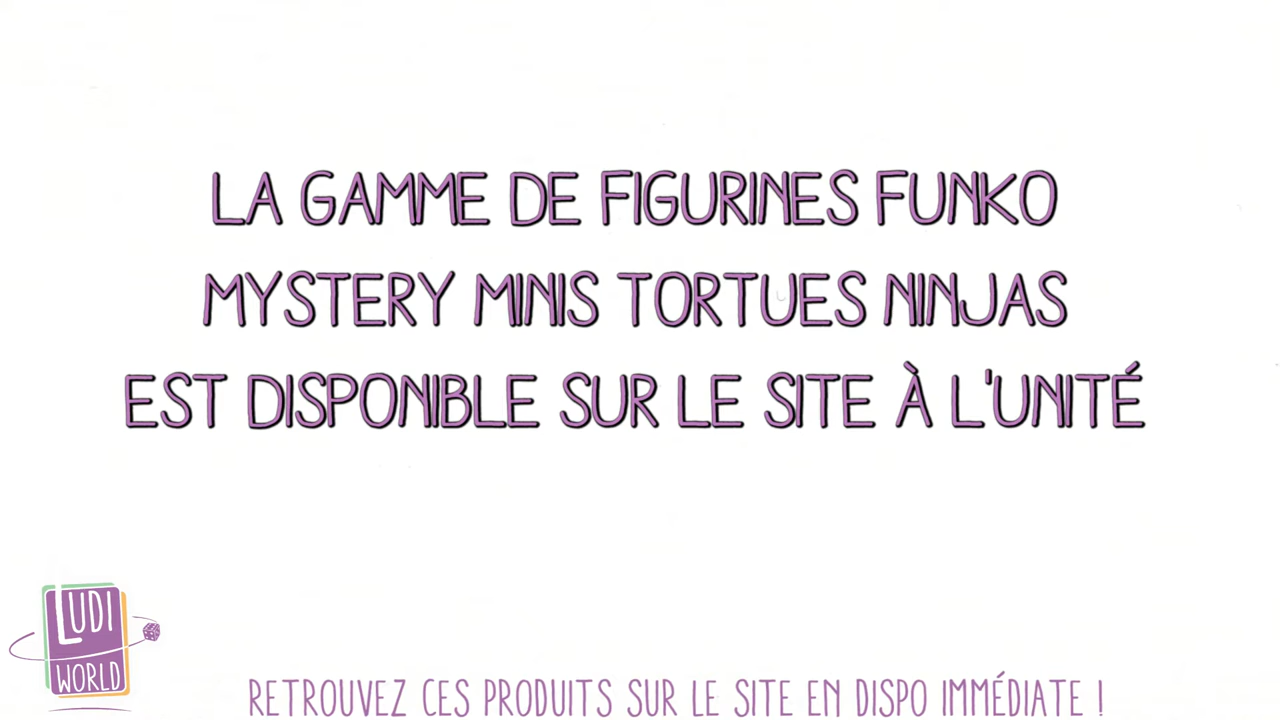 LA GAMME DE FIGURINES FUNKO
MYSTERY MINIS TORTUES NINJAS
EST DISPONIBLE SUR LE SITE À L'UNITÉ
LUDI
WORLD
RETROUVEZ CES PRODUITS SUR LE SITE EN DISPO IMMÉDIATE !